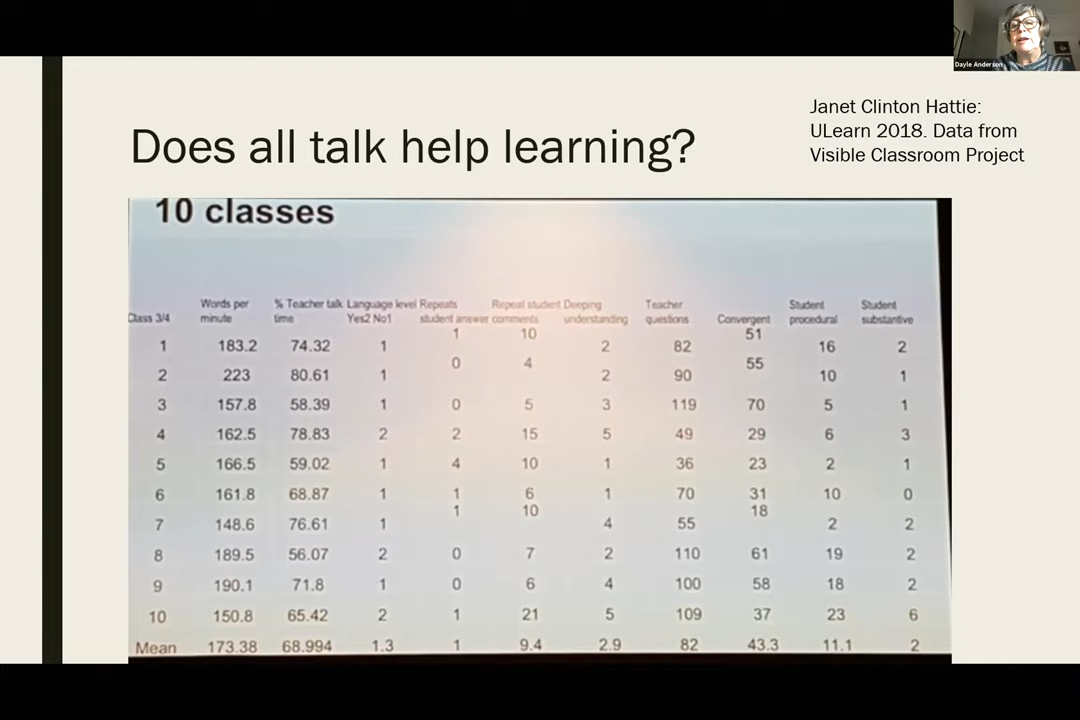 Dayle Anderson
Janet Clinton Hattie:
ULearn 2018. Data from
Visible Classroom Project
Does all talk help learning?
10 classes
Class 3/4 Words per minute % Teacher talk time Language level Yes2 No1 Repeats student answer Repeat student comments Deeping understanding Teacher questions Convergent Student procedural Student substantive
1 183.2 74.32 1 1 10 2 82 51 16 2
2 223 80.61 1 0 4 2 90 55 10 1
3 157.8 58.39 1 0 5 3 119 70 5 1
4 162.5 78.83 2 2 15 5 49 29 6 3
5 166.5 59.02 1 4 10 1 36 23 2 1
6 161.8 68.87 1 1 6 1 70 31 10 0
7 148.6 76.61 1 1 10 4 55 18 2 2
8 189.5 56.07 2 0 7 2 110 61 19 2
9 190.1 71.8 1 0 6 4 100 58 18 2
10 150.8 65.42 2 1 21 5 109 37 23 6
Mean 173.38 68.994 1.3 1 9.4 2.9 82 43.3 11.1 2